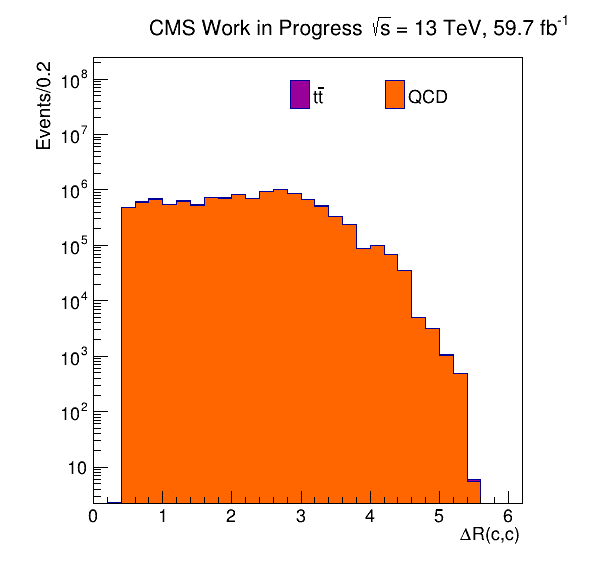 CMS Work in Progress √s = 13 TeV, 59.7 fb⁻¹
Events/0.2
tt̄
QCD
10⁸
10⁷
10⁶
10⁵
10⁴
10³
10²
10
0 1 2 3 4 5 6
ΔR(c,c)